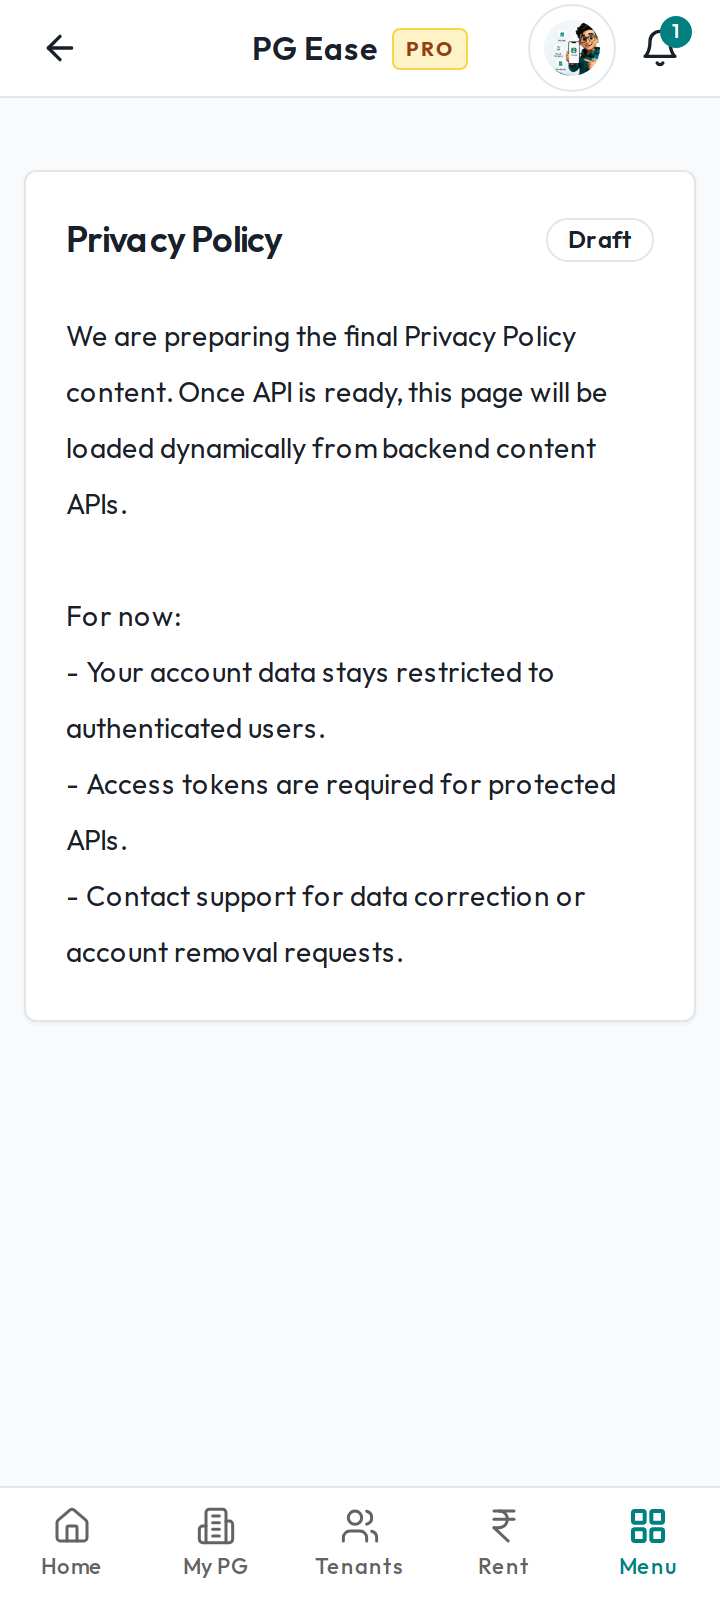 PG Ease PRO
1
Privacy Policy
Draft
We are preparing the final Privacy Policy
content. Once API is ready, this page will be
loaded dynamically from backend content
APIs.
For now:
- Your account data stays restricted to
authenticated users.
- Access tokens are required for protected
APIs.
- Contact support for data correction or
account removal requests.
Home
My PG
Tenants
Rent
Menu